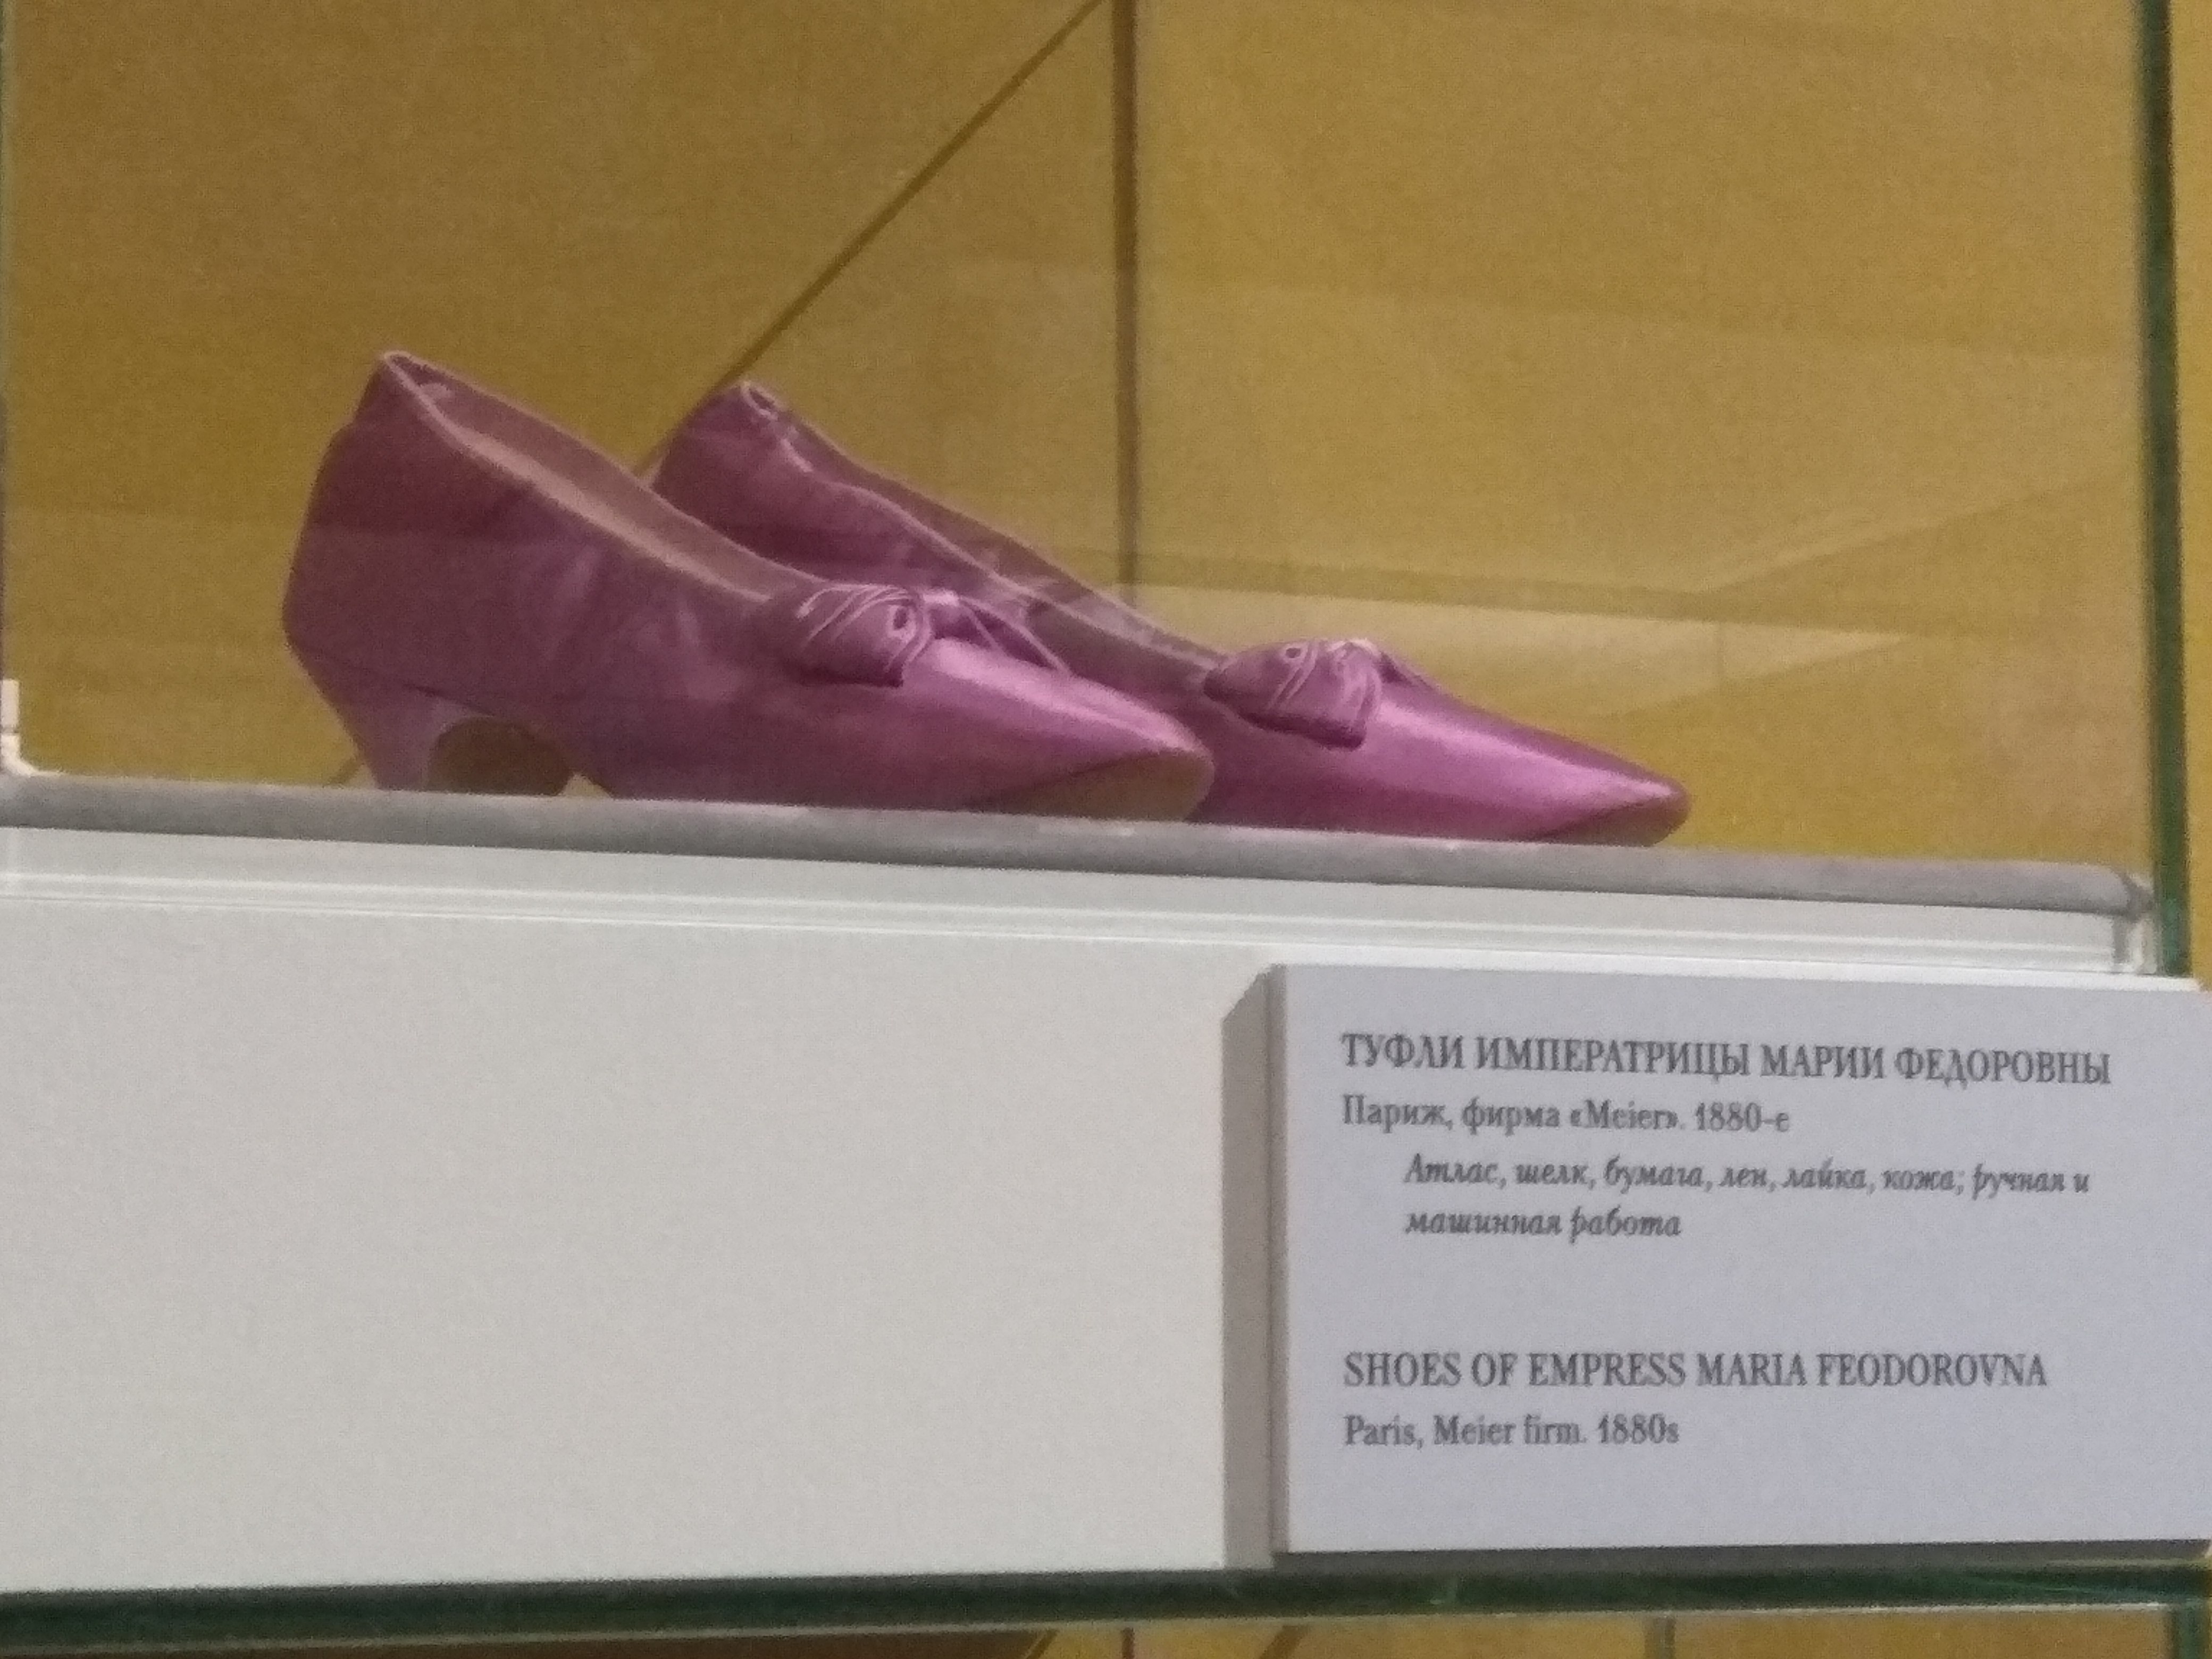 ТУФЛИ ИМПЕРАТРИЦЫ МАРИИ ФЕДОРОВНЫ
Париж, фирма «Meier». 1880-е
Атлас, шелк, бумага, лен, лайка, кожа; ручная и
машинная работа
SHOES OF EMPRESS MARIA FEODOROVNA
Paris, Meier firm. 1880s